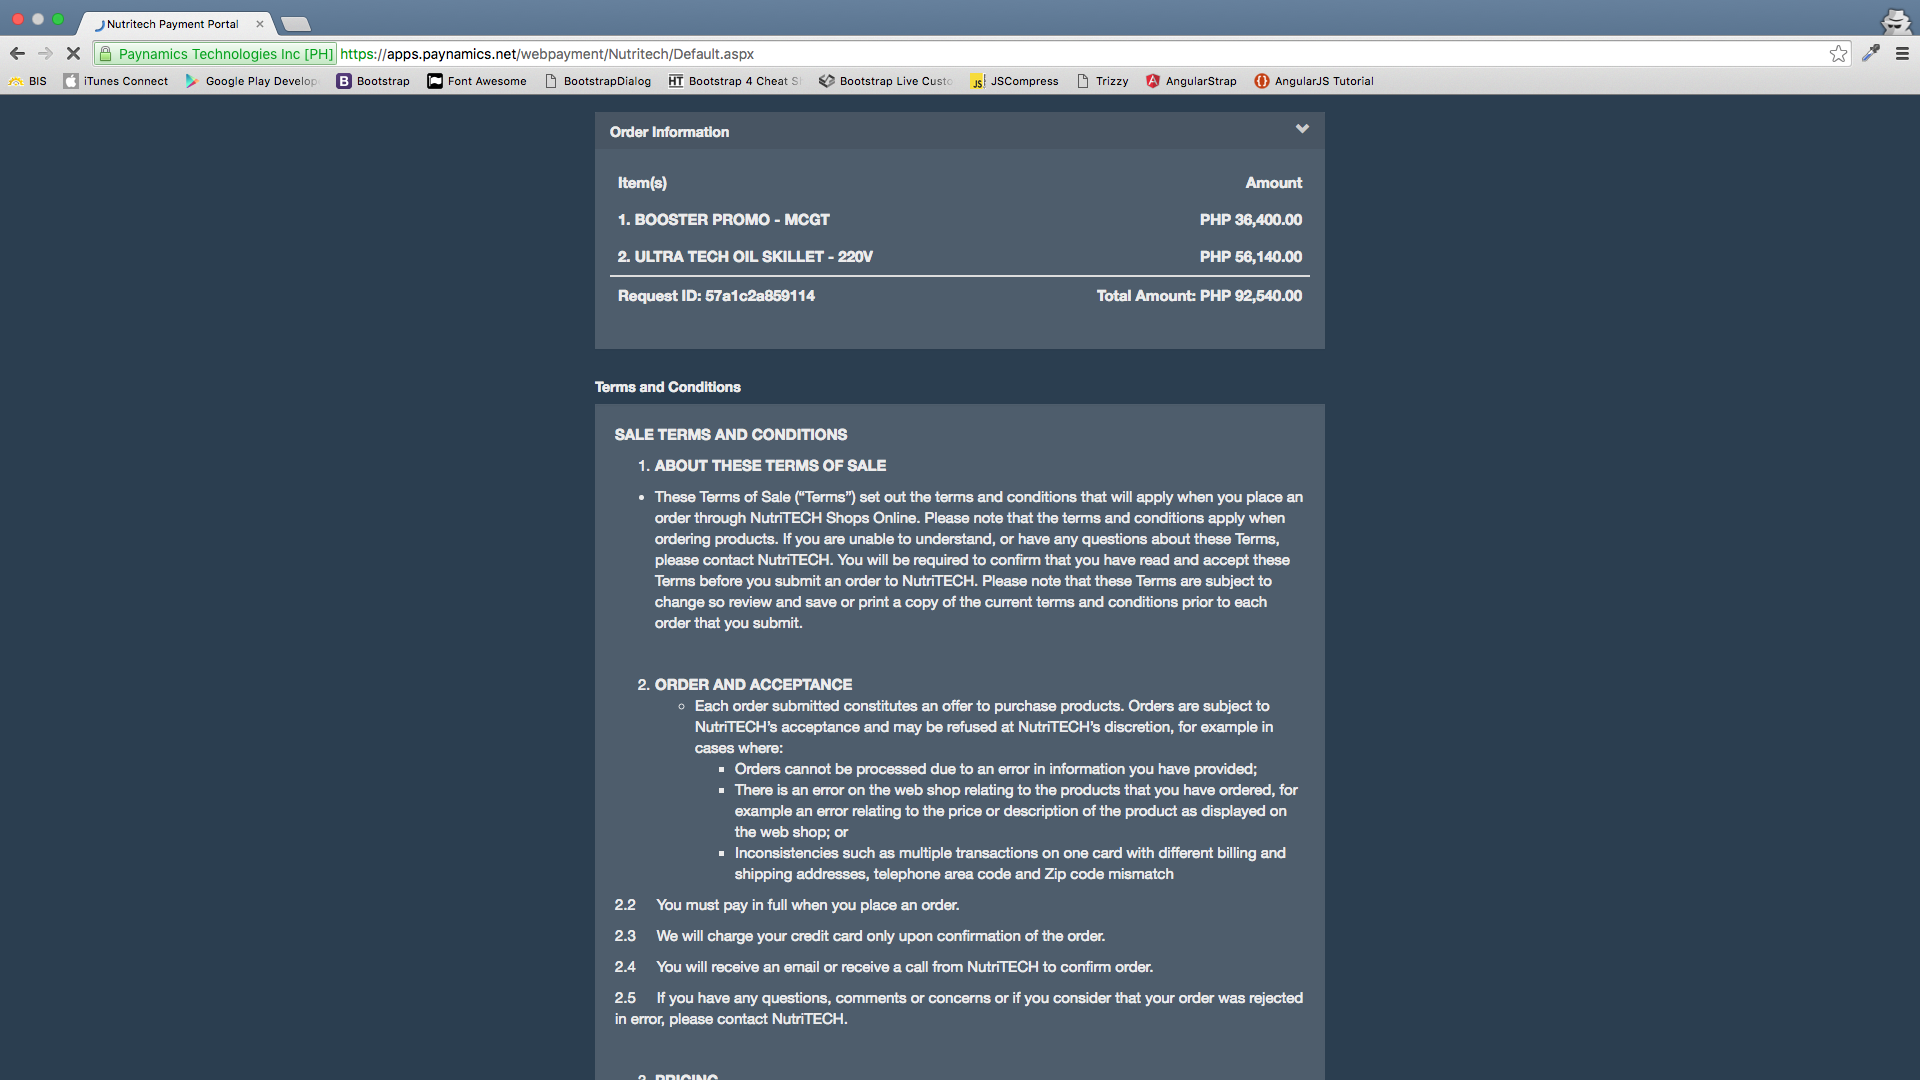 Nutritech Payment Portal
Paynamics Technologies Inc [PH] https://apps.paynamics.net/webpayment/Nutritech/Default.aspx
BIS iTunes Connect Google Play Develop Bootstrap Font Awesome BootstrapDialog HT Bootstrap 4 Cheat S Bootstrap Live Custo JS JSCompress Trizzy AngularStrap AngularJS Tutorial
Order Information
Item(s) Amount
1. BOOSTER PROMO - MCGT PHP 36,400.00
2. ULTRA TECH OIL SKILLET - 220V PHP 56,140.00
Request ID: 57a1c2a859114 Total Amount: PHP 92,540.00
Terms and Conditions
SALE TERMS AND CONDITIONS
1. ABOUT THESE TERMS OF SALE
• These Terms of Sale (“Terms”) set out the terms and conditions that will apply when you place an
order through NutriTECH Shops Online. Please note that the terms and conditions apply when
ordering products. If you are unable to understand, or have any questions about these Terms,
please contact NutriTECH. You will be required to confirm that you have read and accept these
Terms before you submit an order to NutriTECH. Please note that these Terms are subject to
change so review and save or print a copy of the current terms and conditions prior to each
order that you submit.
2. ORDER AND ACCEPTANCE
◦ Each order submitted constitutes an offer to purchase products. Orders are subject to
NutriTECH’s acceptance and may be refused at NutriTECH’s discretion, for example in
cases where:
▪ Orders cannot be processed due to an error in information you have provided;
▪ There is an error on the web shop relating to the products that you have ordered, for
example an error relating to the price or description of the product as displayed on
the web shop; or
▪ Inconsistencies such as multiple transactions on one card with different billing and
shipping addresses, telephone area code and Zip code mismatch
2.2 You must pay in full when you place an order.
2.3 We will charge your credit card only upon confirmation of the order.
2.4 You will receive an email or receive a call from NutriTECH to confirm order.
2.5 If you have any questions, comments or concerns or if you consider that your order was rejected
in error, please contact NutriTECH.
3. PRICING